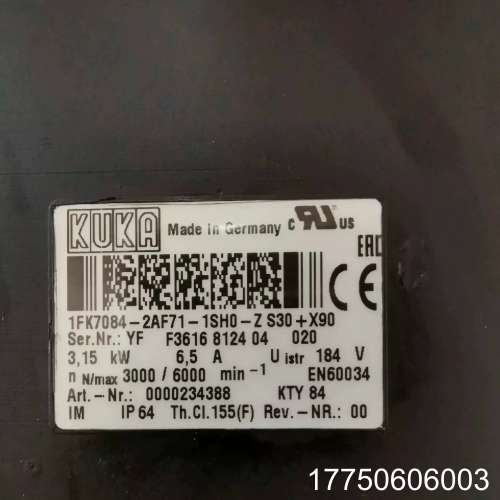 KUKA Made in Germany c RU US
EAC
CE
1FK7084-2AF71-1SH0-Z S30+X90
Ser.Nr.: YF F3616 8124 04 020
3,15 kW 6,5 A U istr 184 V
n N/max 3000 / 6000 min -1 EN60034
Art.-Nr.: 0000234388 KTY 84
IM IP 64 Th.Cl.155(F) Rev.-NR.: 00
17750606003